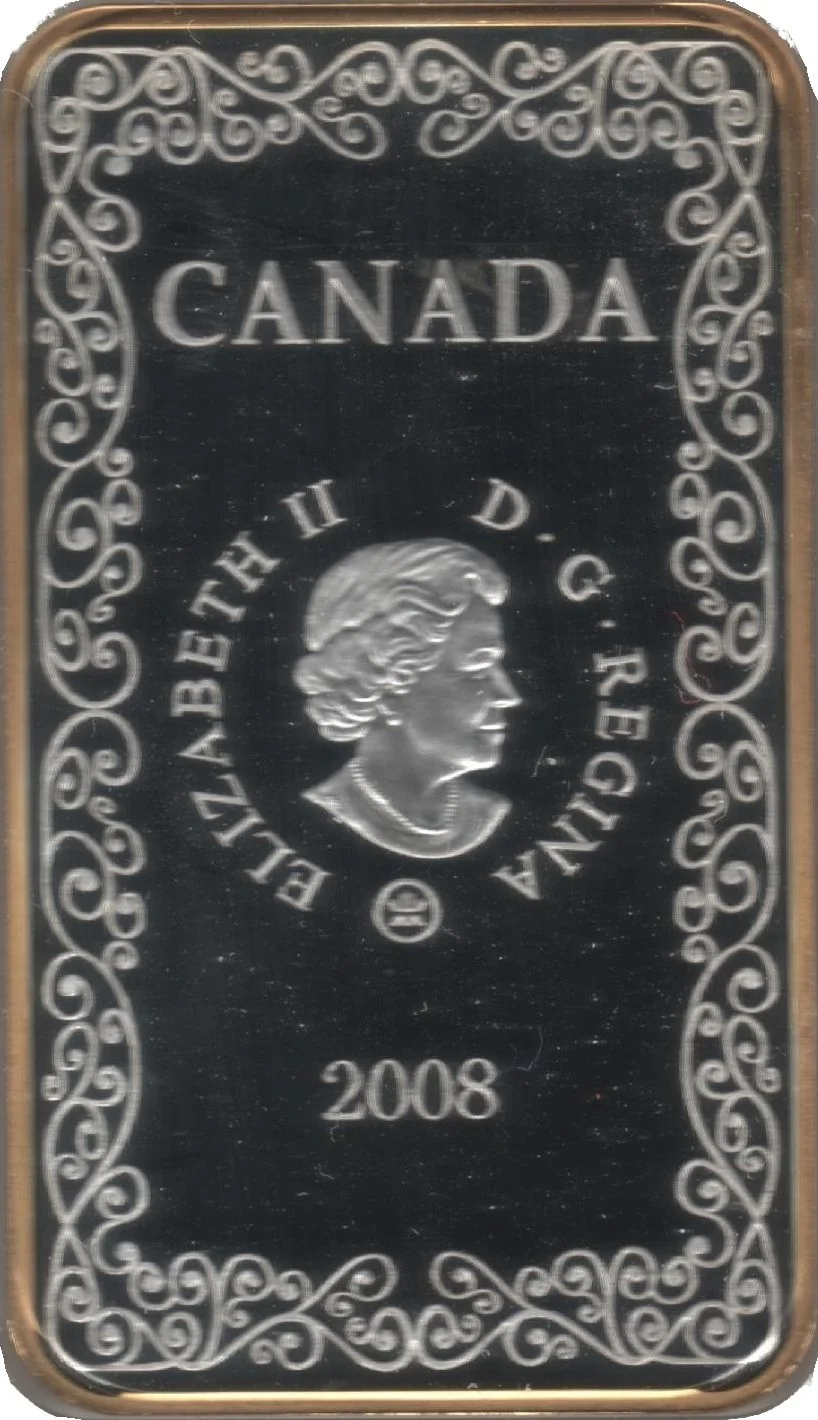 CANADA
ELIZABETH II D·G·REGINA
2008